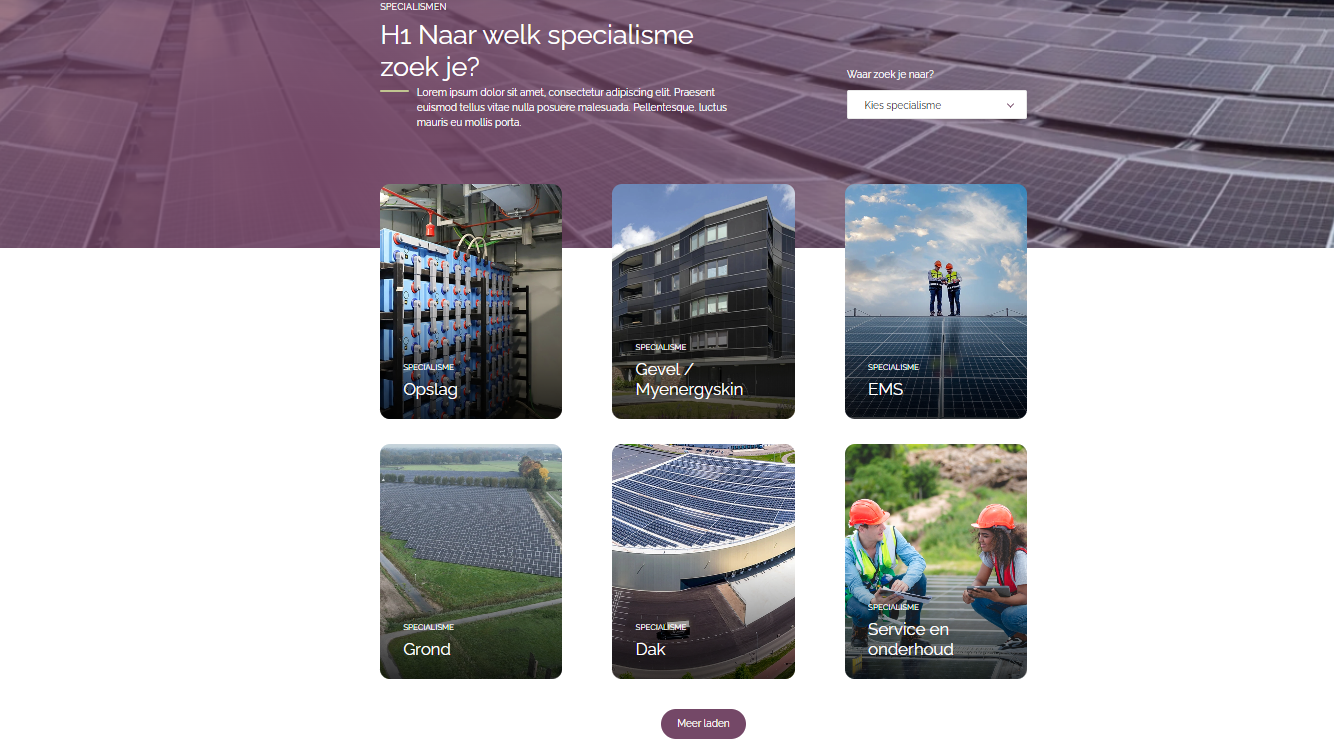 SPECIALISMEN
H1 Naar welk specialisme
zoek je?
Lorem ipsum dolor sit amet, consectetur adipiscing elit. Praesent
euismod tellus vitae nulla posuere malesuada. Pellentesque. luctus
mauris eu mollis porta.
Waar zoek je naar?
Kies specialisme
SPECIALISME
Opslag
SPECIALISME
Gevel /
Myenergyskin
SPECIALISME
EMS
SPECIALISME
Grond
SPECIALISME
Dak
SPECIALISME
Service en
onderhoud
Meer laden